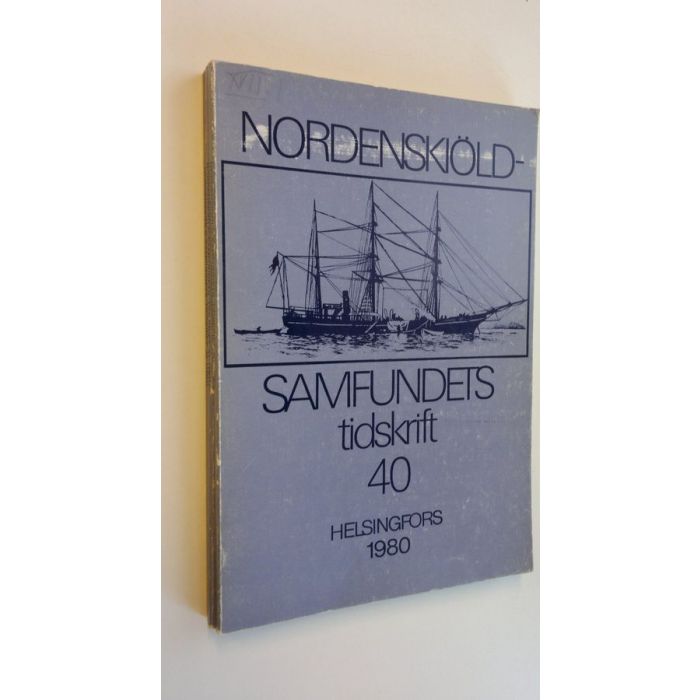 NORDENSKIÖLD-
SAMFUNDETS
tidskrift
40
HELSINGFORS
1980